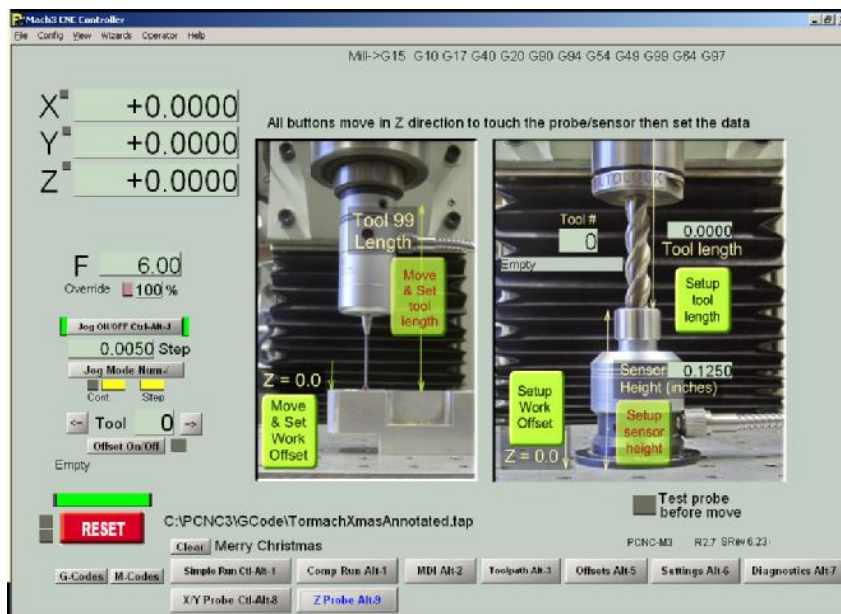 Mach3 CNC Controller
File Config View Wizards Operator Help
Mill->G15 G10 G17 G40 G20 G90 G94 G54 G49 G99 G64 G97
X +0.0000
Y +0.0000
Z +0.0000
All buttons move in Z direction to touch the probe/sensor then set the data
AUTOLOCK
Tool 99
Length
Move
& Set
tool
length
Z = 0.0
Move
& Set
Work
Offset
Tool #
0
Empty
0.0000
Tool length
Setup
tool
length
Sensor 0.1250
Height (inches)
Setup
Work
Offset
Setup
sensor
height
Z = 0.0
F 6.00
Override 100 %
Jog ON/OFF Ctrl-Alt-J
0.0050 Step
Jog Mode Num-/
Cont. Step
<- Tool 0 ->
Offset On/Off
Empty
Test probe
before move
RESET
C:\PCNC3\GCode\TormachXmasAnnotated.tap
Clear Merry Christmas
PCNC-M3 R2.7 SRev 6.23
G-Codes M-Codes
Simple Run Ctl-Alt-1 Comp Run Alt-1 MDI Alt-2 Toolpath Alt-3 Offsets Alt-5 Settings Alt-6 Diagnostics Alt-7
X/Y Probe Ctl-Alt-8 Z Probe Alt-9